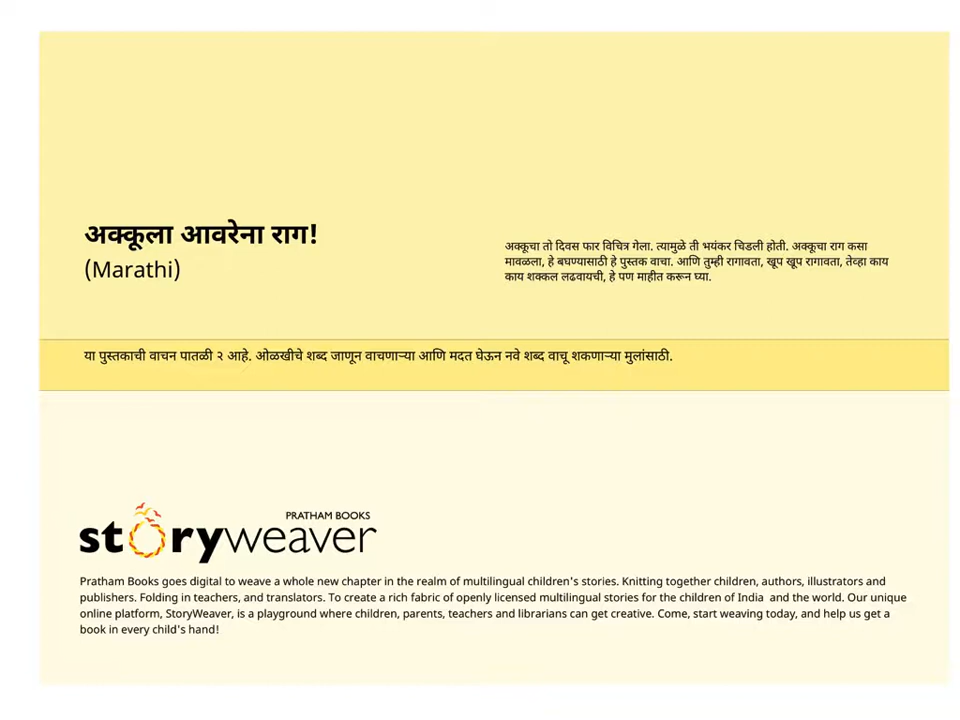 अक्कूला आवरेना राग!
(Marathi)
अक्कूचा तो दिवस फार विचित्र गेला. त्यामुळे ती भयंकर चिडली होती. अक्कूचा राग कसा
मावळला, हे बघण्यासाठी हे पुस्तक वाचा. आणि तुम्ही रागावता, खूप खूप रागावता, तेव्हा काय
काय शक्कल लढवायची, हे पण माहीत करून घ्या.
या पुस्तकाची वाचन पातळी २ आहे. ओळखीचे शब्द जाणून वाचणाऱ्या आणि मदत घेऊन नवे शब्द वाचू शकणाऱ्या मुलांसाठी.
PRATHAM BOOKS
storyweaver
Pratham Books goes digital to weave a whole new chapter in the realm of multilingual children's stories. Knitting together children, authors, illustrators and
publishers. Folding in teachers, and translators. To create a rich fabric of openly licensed multilingual stories for the children of India and the world. Our unique
online platform, StoryWeaver, is a playground where children, parents, teachers and librarians can get creative. Come, start weaving today, and help us get a
book in every child's hand!